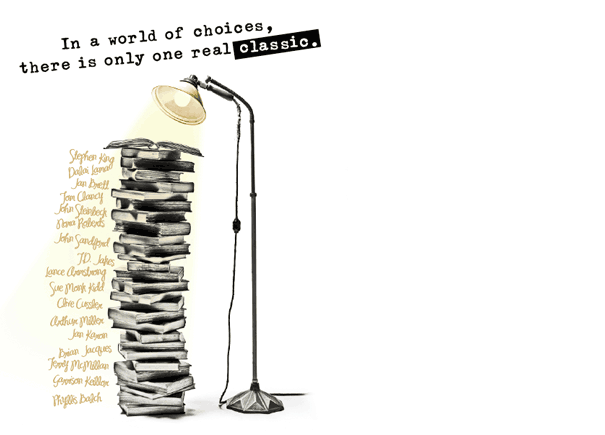 In a world of choices,
there is only one real classic.
Stephen King
Dalai Lama
Jan Brett
Tom Clancy
John Steinbeck
Nora Roberts
John Sandford
T.D. Jakes
Lance Armstrong
Sue Monk Kidd
Clive Cussler
Arthur Miller
Jan Karon
Brian Jacques
Terry McMillan
Garrison Keillor
Phyllis Balch